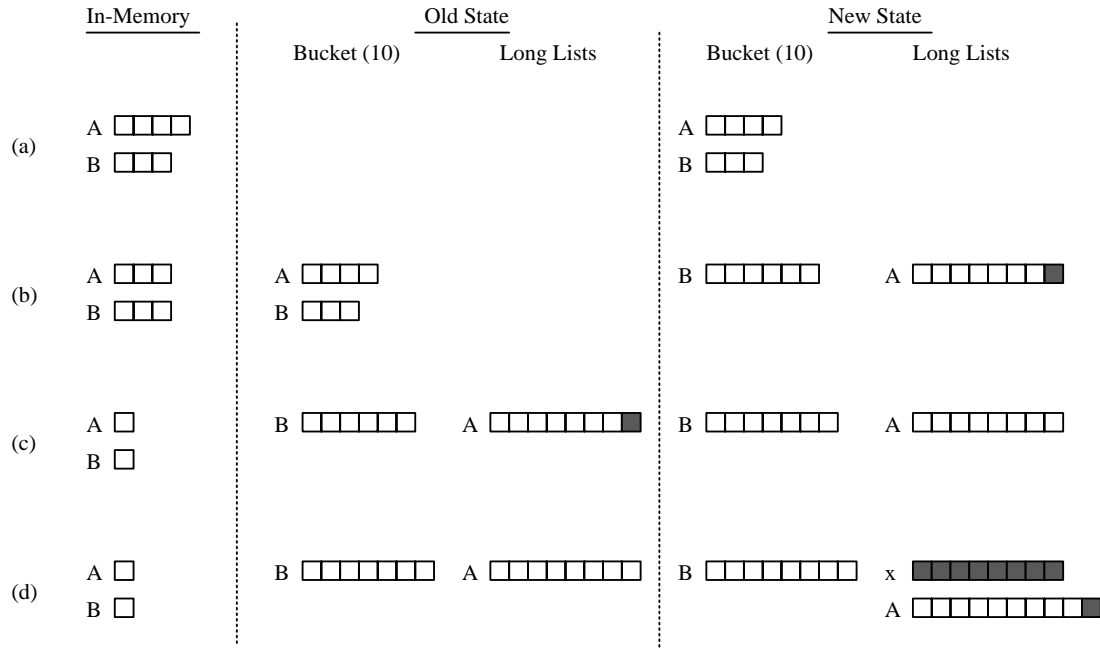 In-Memory Old State New State
Bucket (10) Long Lists Bucket (10) Long Lists
A A
(a)
B B
A A B A
(b)
B B
A B A B A
(c)
B
A B A B x
(d)
B A